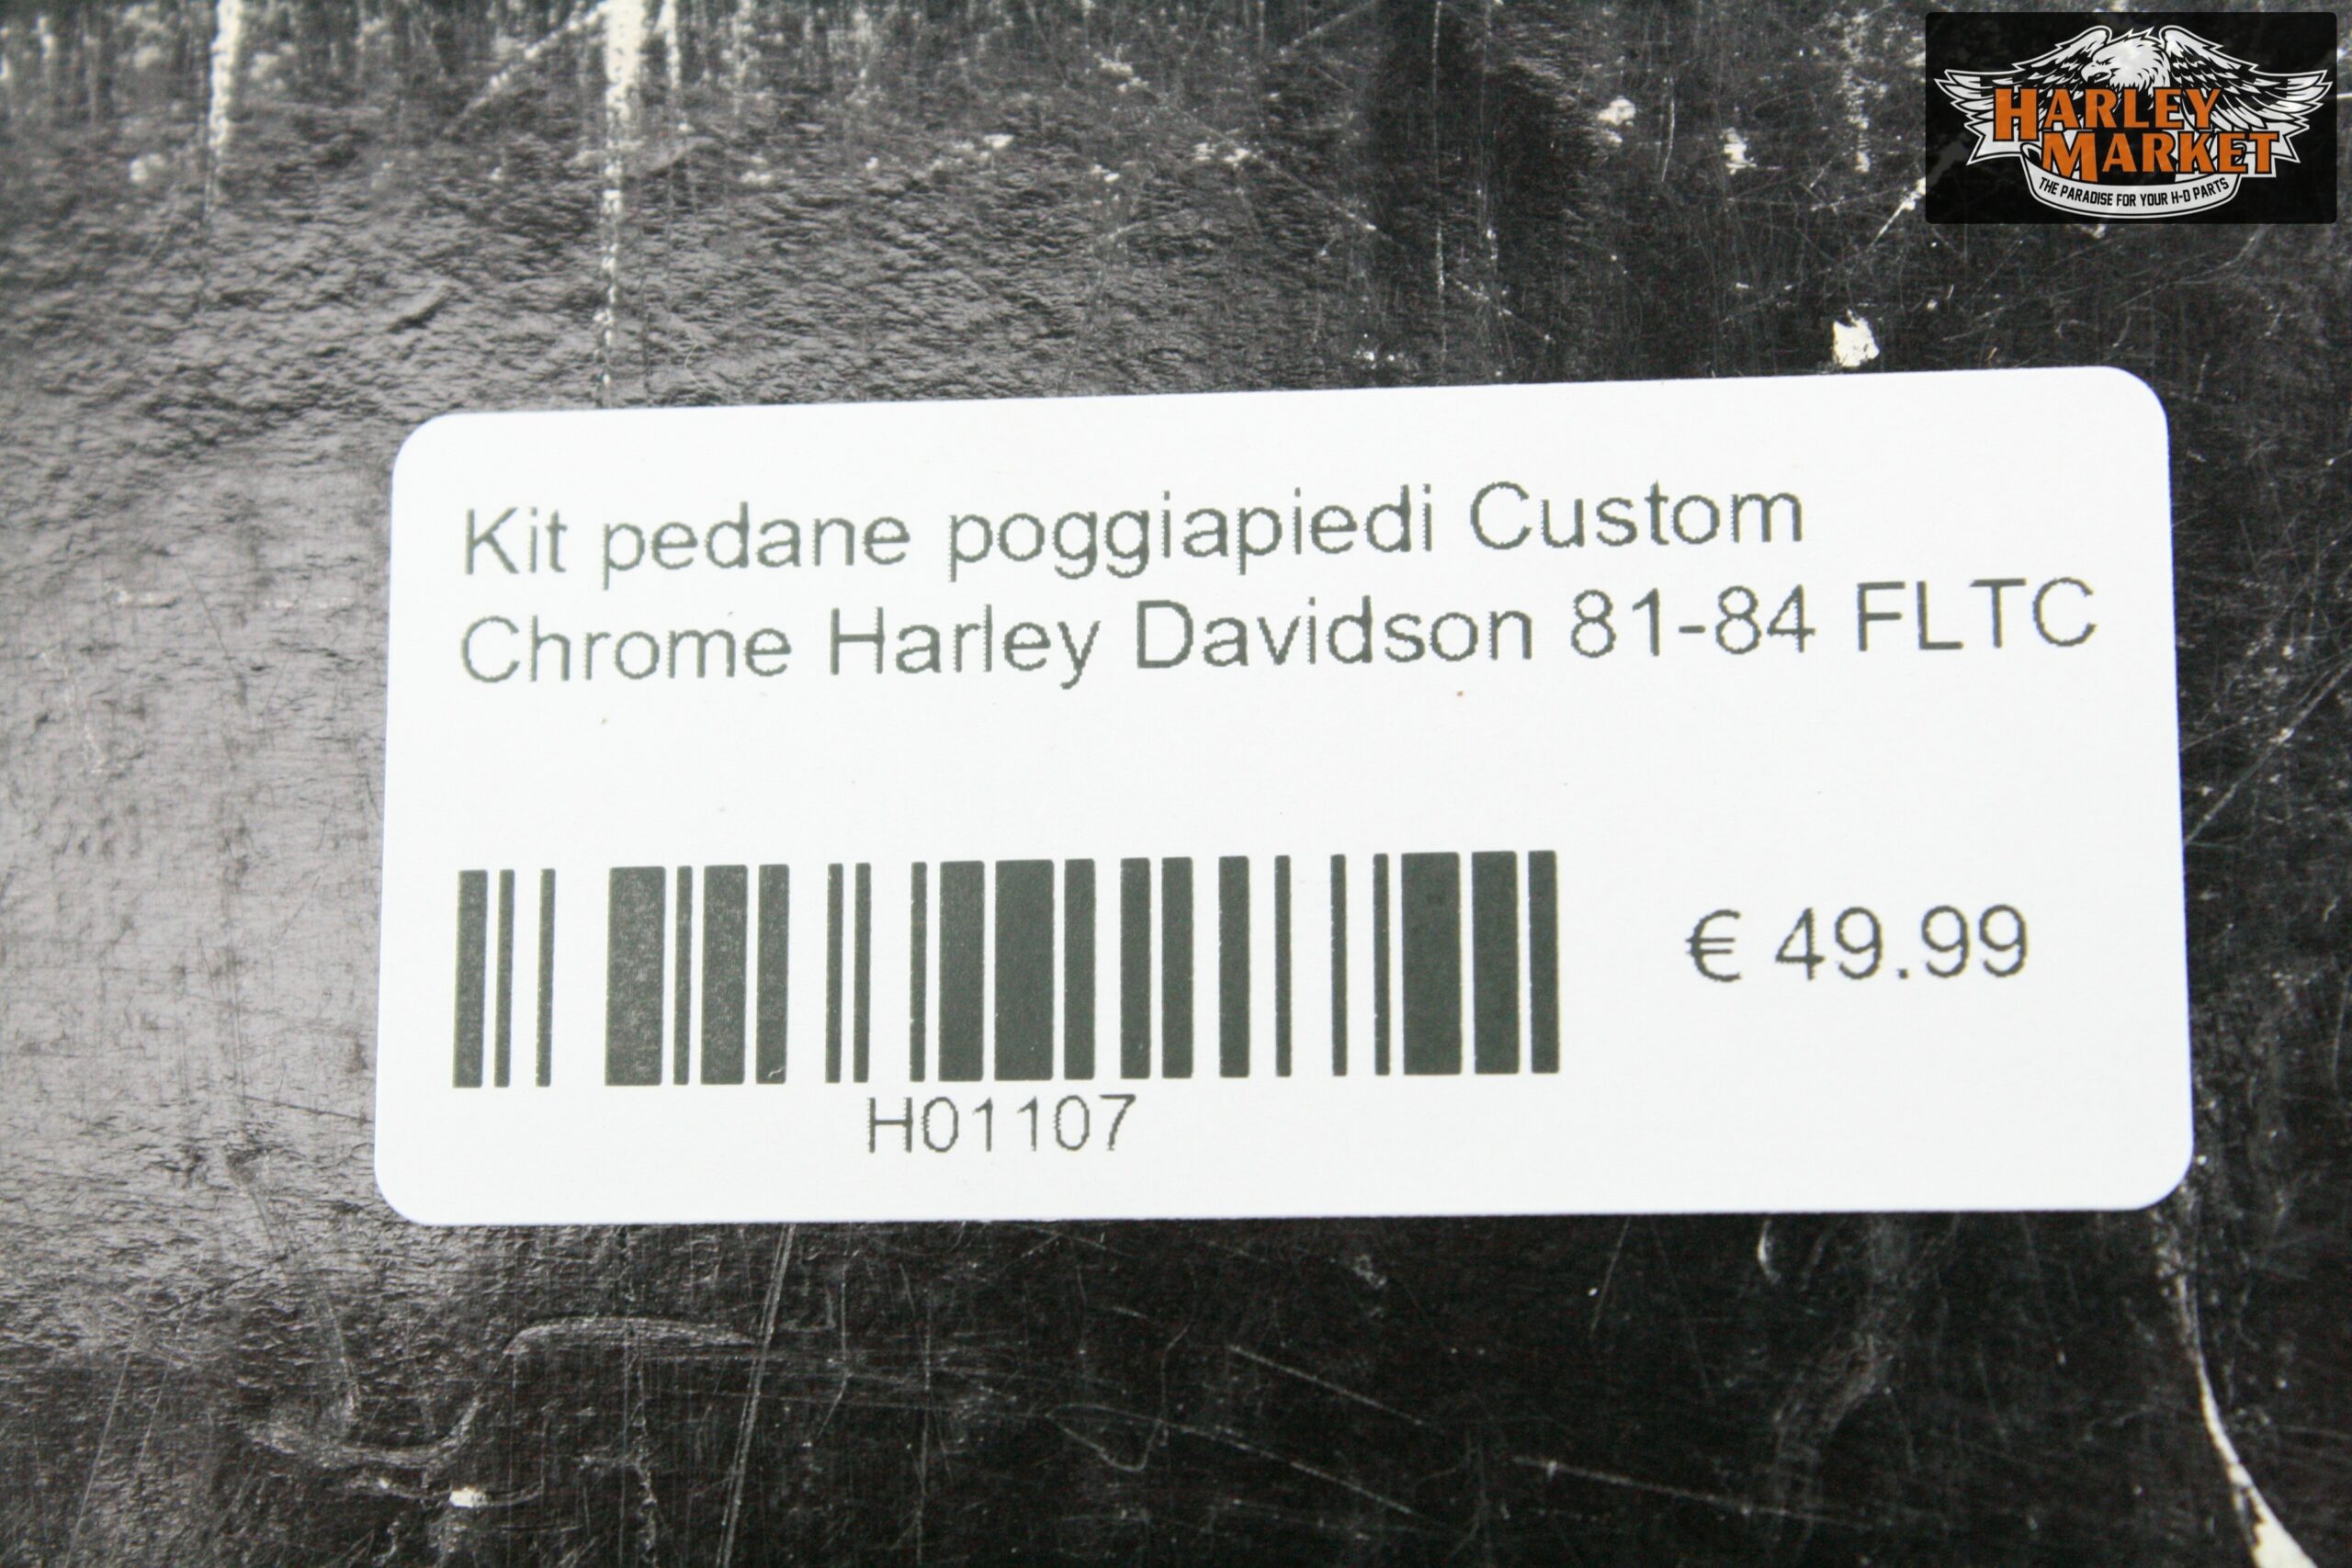 HARLEY
MARKET
THE PARADISE FOR YOUR H-D PARTS
Kit pedane poggiapiedi Custom
Chrome Harley Davidson 81-84 FLTC
€ 49.99
H01107